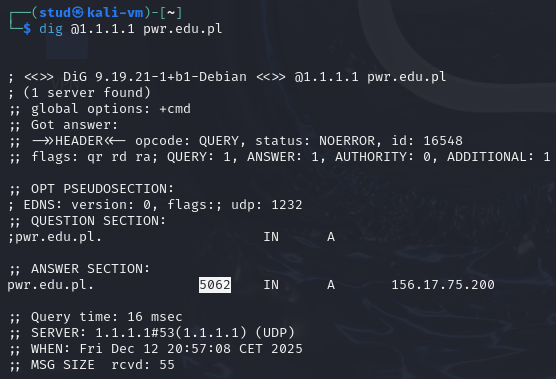 ┌──(stud㉿kali-vm)-[~]
└─$ dig @1.1.1.1 pwr.edu.pl
; <<>> DiG 9.19.21-1+b1-Debian <<>> @1.1.1.1 pwr.edu.pl
; (1 server found)
;; global options: +cmd
;; Got answer:
;; ->>HEADER<<- opcode: QUERY, status: NOERROR, id: 16548
;; flags: qr rd ra; QUERY: 1, ANSWER: 1, AUTHORITY: 0, ADDITIONAL: 1
;; OPT PSEUDOSECTION:
; EDNS: version: 0, flags:; udp: 1232
;; QUESTION SECTION:
;pwr.edu.pl. IN A
;; ANSWER SECTION:
pwr.edu.pl. 5062 IN A 156.17.75.200
;; Query time: 16 msec
;; SERVER: 1.1.1.1#53(1.1.1.1) (UDP)
;; WHEN: Fri Dec 12 20:57:08 CET 2025
;; MSG SIZE rcvd: 55